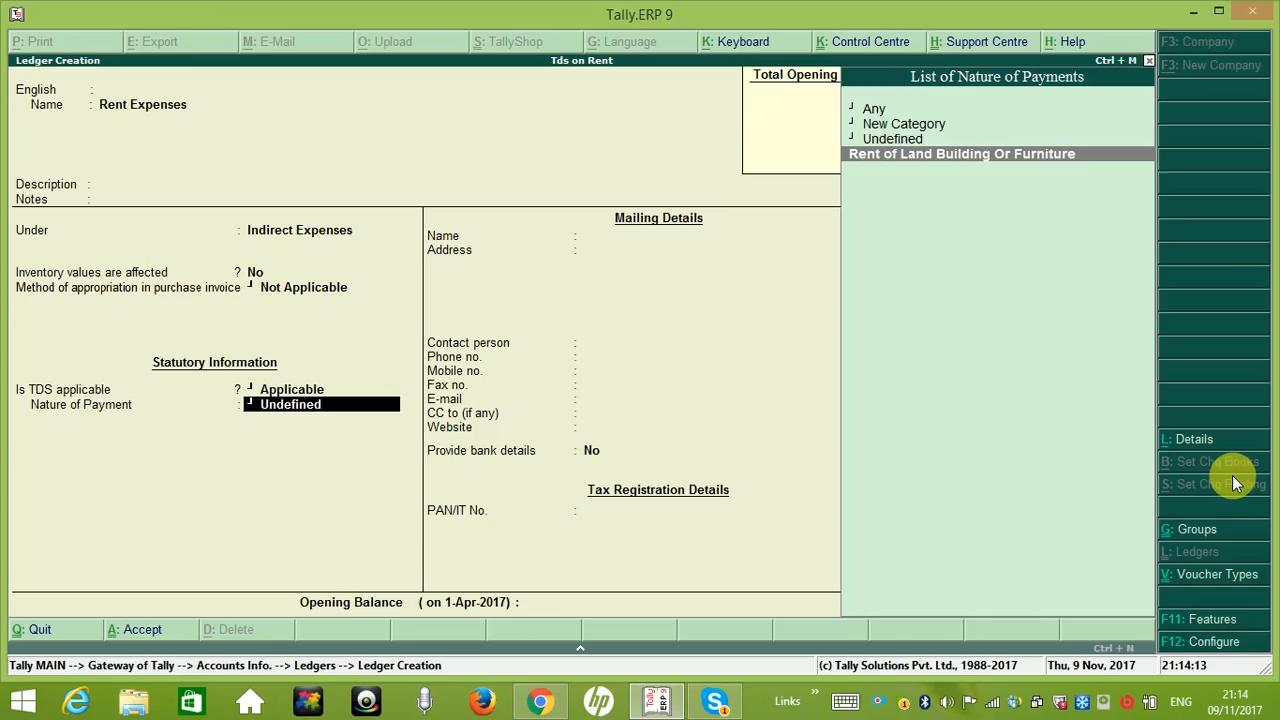 Tally.ERP 9
P: Print E: Export M: E-Mail O: Upload S: TallyShop G: Language K: Keyboard K: Control Centre H: Support Centre H: Help F3: Company
Ledger Creation Tds on Rent Ctrl + M
F3: New Company
English :
Name : Rent Expenses
Total Opening
List of Nature of Payments
Any
New Category
Undefined
Rent of Land Building Or Furniture
Description :
Notes :
Under : Indirect Expenses
Inventory values are affected ? No
Method of appropriation in purchase invoice Not Applicable
Statutory Information
Is TDS applicable ? Applicable
Nature of Payment : Undefined
Mailing Details
Name :
Address :
Contact person :
Phone no. :
Mobile no. :
Fax no. :
E-mail :
CC to (if any) :
Website :
Provide bank details : No
Tax Registration Details
PAN/IT No. :
Opening Balance ( on 1-Apr-2017) :
L: Details
B: Set Chq Books
S: Set Chq Printing
G: Groups
L: Ledgers
V: Voucher Types
F11: Features
F12: Configure
Q: Quit A: Accept D: Delete
Ctrl + N
Tally MAIN --> Gateway of Tally --> Accounts Info. --> Ledgers --> Ledger Creation (c) Tally Solutions Pvt. Ltd., 1988-2017 Thu, 9 Nov, 2017 21:14:13
Links » ENG 21:14
09/11/2017